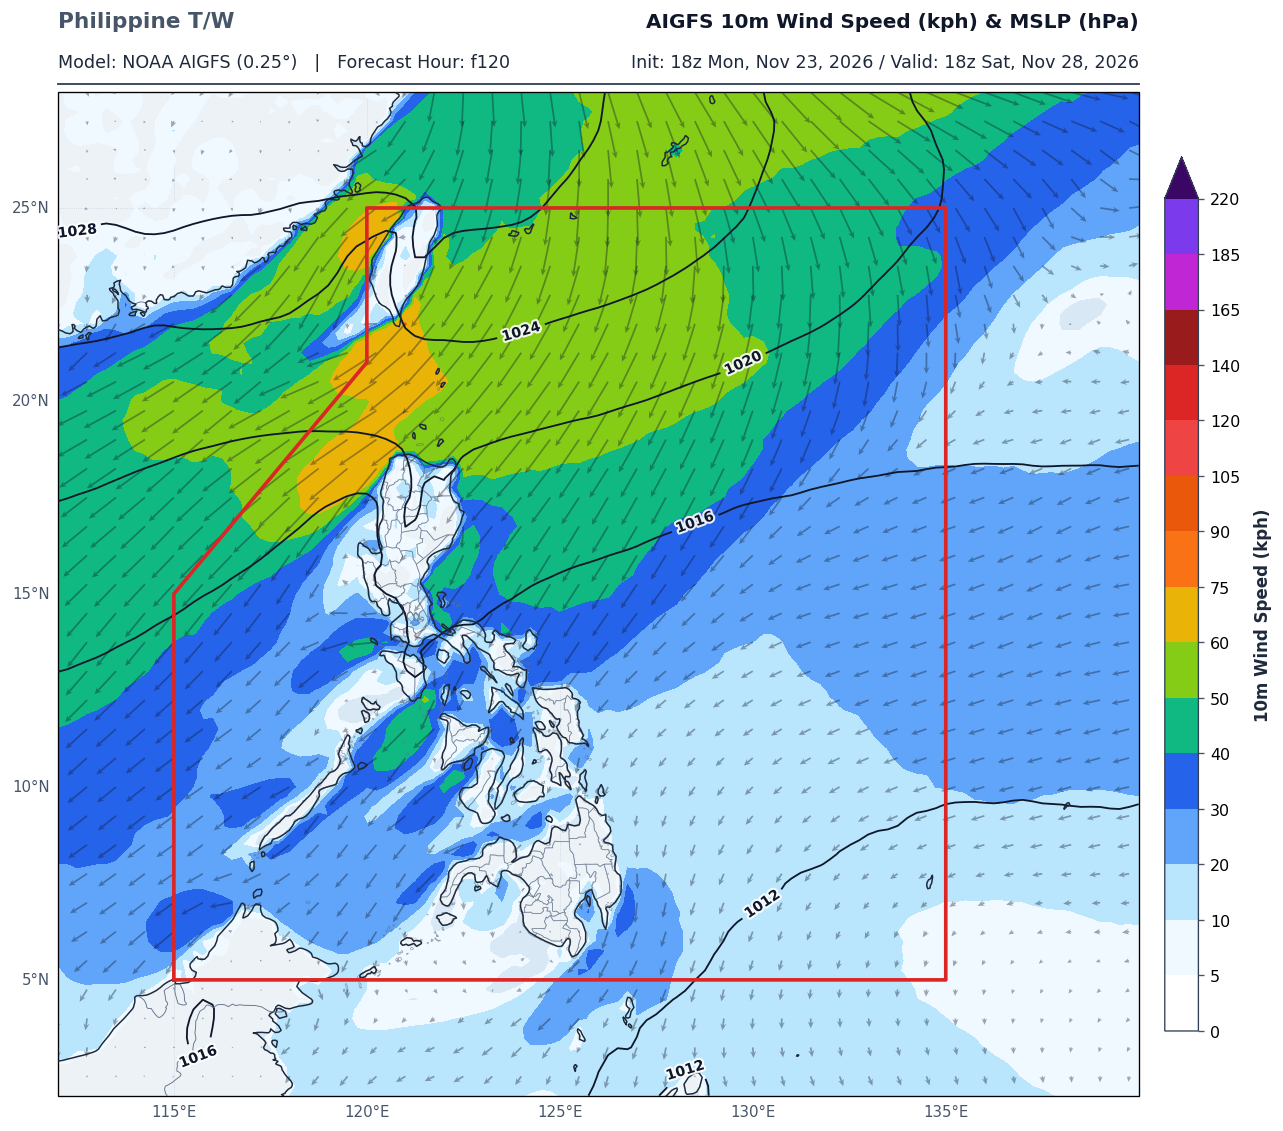 Philippine T/W
AIGFS 10m Wind Speed (kph) & MSLP (hPa)
Model: NOAA AIGFS (0.25°) | Forecast Hour: f120
Init: 18z Mon, Nov 23, 2026 / Valid: 18z Sat, Nov 28, 2026
25°N
20°N
15°N
10°N
5°N
1028
1024
1020
1016
1012
1016
1012
115°E
120°E
125°E
130°E
135°E
220
185
165
140
120
105
90
75
60
50
40
30
20
10
5
0
10m Wind Speed (kph)